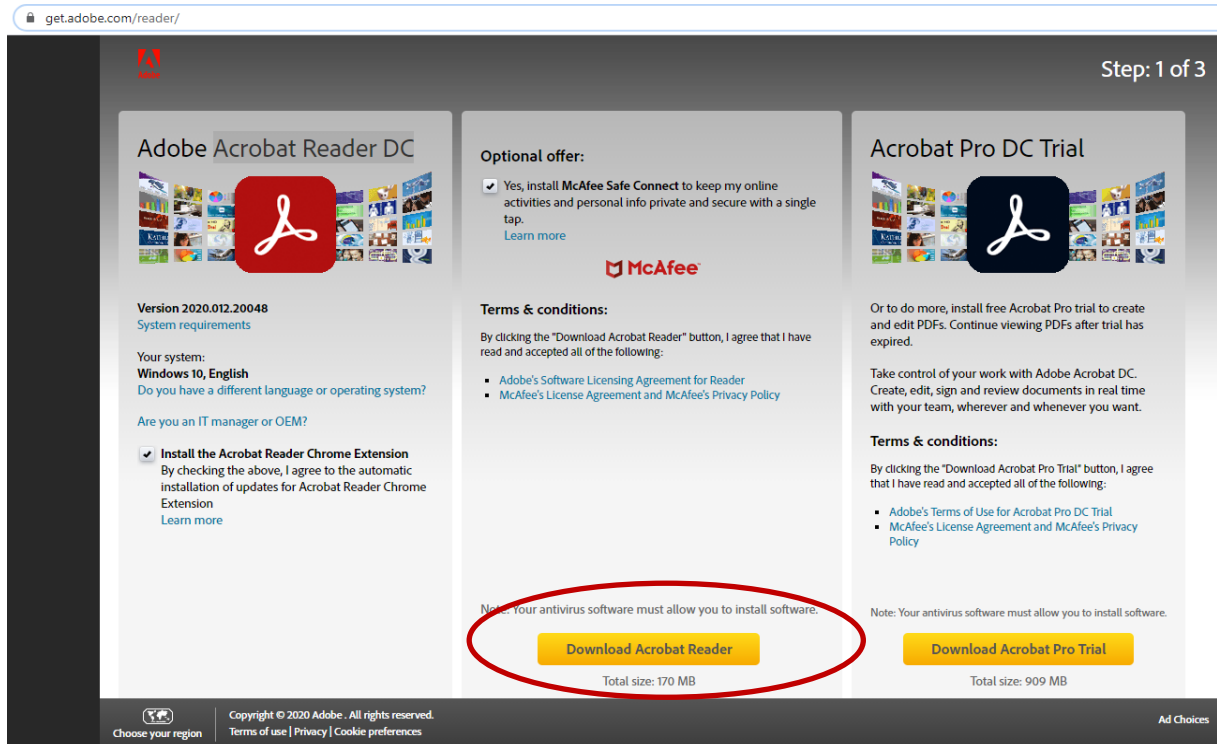 get.adobe.com/reader/
Adobe
Step: 1 of 3
Adobe Acrobat Reader DC
Version 2020.012.20048
System requirements
Your system:
Windows 10, English
Do you have a different language or operating system?
Are you an IT manager or OEM?
Install the Acrobat Reader Chrome Extension
By checking the above, I agree to the automatic
installation of updates for Acrobat Reader Chrome
Extension
Learn more
Optional offer:
Yes, install McAfee Safe Connect to keep my online
activities and personal info private and secure with a single
tap.
Learn more
McAfee
Terms & conditions:
By clicking the "Download Acrobat Reader" button, I agree that I have
read and accepted all of the following:
Adobe's Software Licensing Agreement for Reader
McAfee's License Agreement and McAfee's Privacy Policy
Note: Your antivirus software must allow you to install software.
Download Acrobat Reader
Total size: 170 MB
Acrobat Pro DC Trial
Or to do more, install free Acrobat Pro trial to create
and edit PDFs. Continue viewing PDFs after trial has
expired.
Take control of your work with Adobe Acrobat DC.
Create, edit, sign and review documents in real time
with your team, wherever and whenever you want.
Terms & conditions:
By clicking the "Download Acrobat Pro Trial" button, I agree
that I have read and accepted all of the following:
Adobe's Terms of Use for Acrobat Pro DC Trial
McAfee's License Agreement and McAfee's Privacy
Policy
Note: Your antivirus software must allow you to install software.
Download Acrobat Pro Trial
Total size: 909 MB
Choose your region
Copyright © 2020 Adobe . All rights reserved.
Terms of use | Privacy | Cookie preferences
Ad Choices